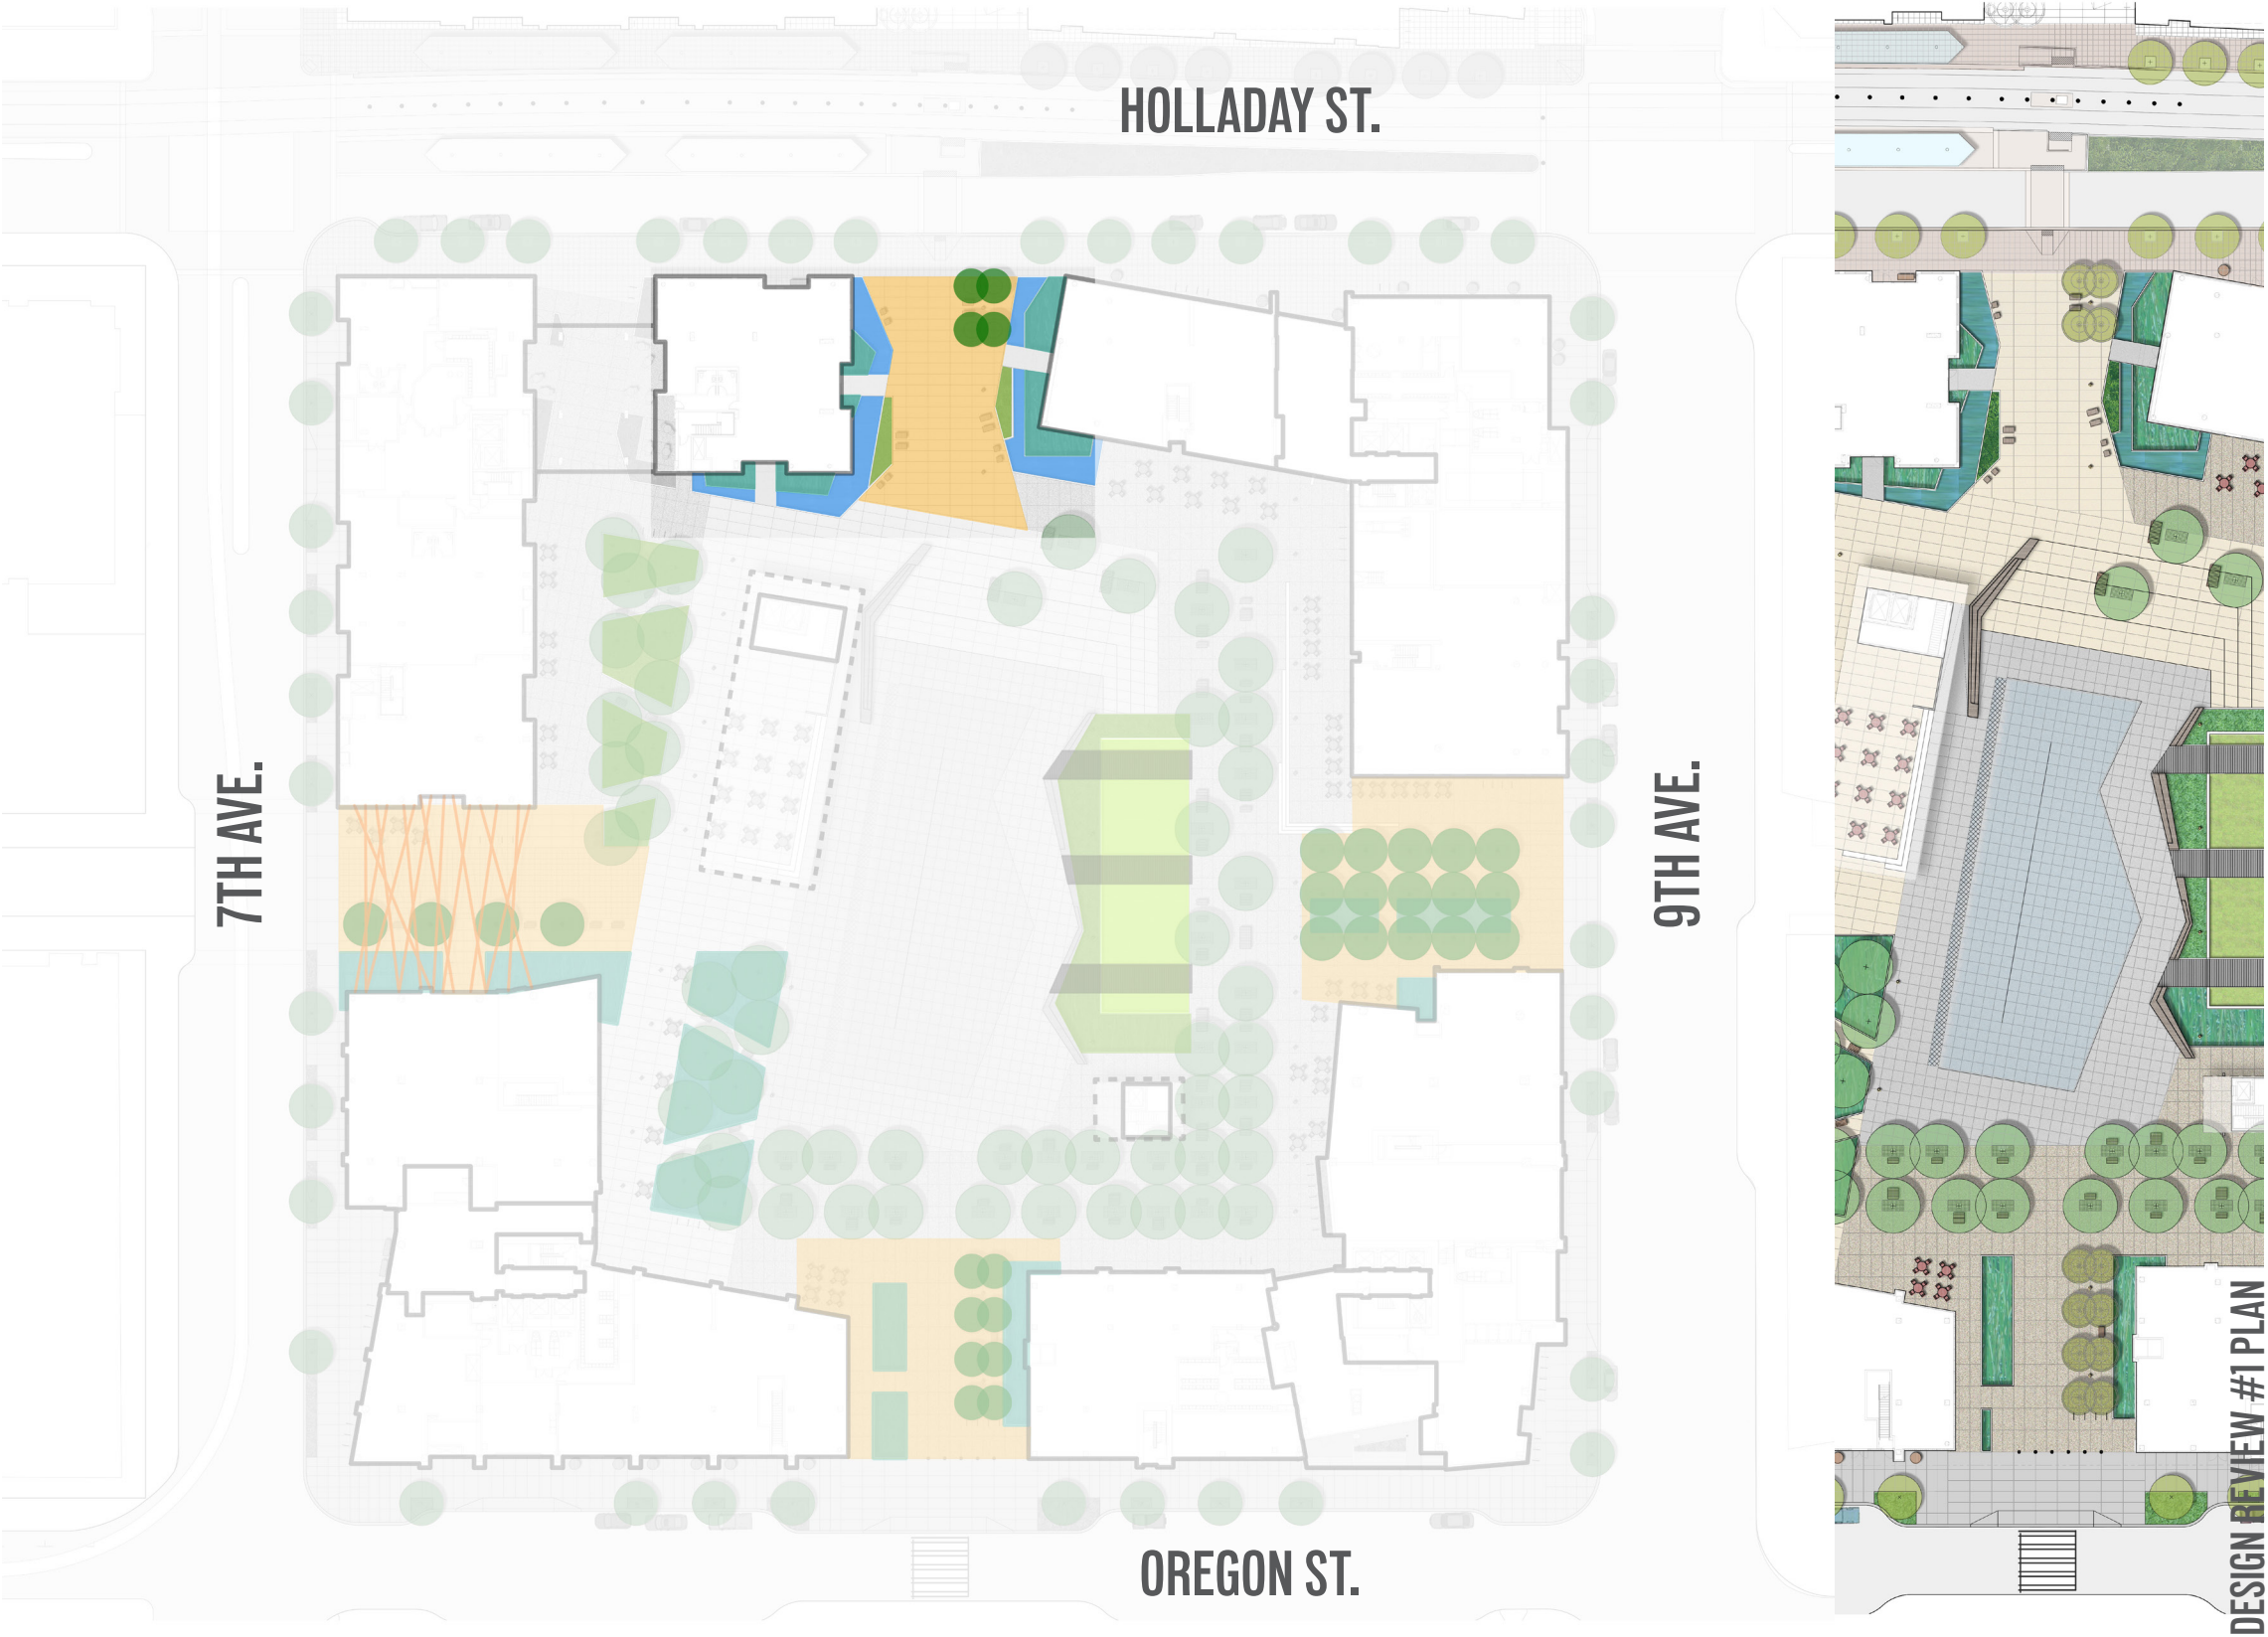 HOLLADAY ST.
7TH AVE.
9TH AVE.
OREGON ST.
DESIGN REVIEW #1 PLAN